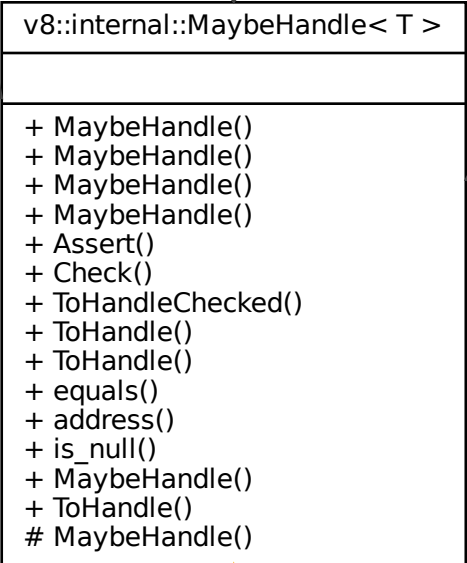 v8::internal::MaybeHandle< T >
+ MaybeHandle()
+ MaybeHandle()
+ MaybeHandle()
+ MaybeHandle()
+ Assert()
+ Check()
+ ToHandleChecked()
+ ToHandle()
+ ToHandle()
+ equals()
+ address()
+ is_null()
+ MaybeHandle()
+ ToHandle()
# MaybeHandle()